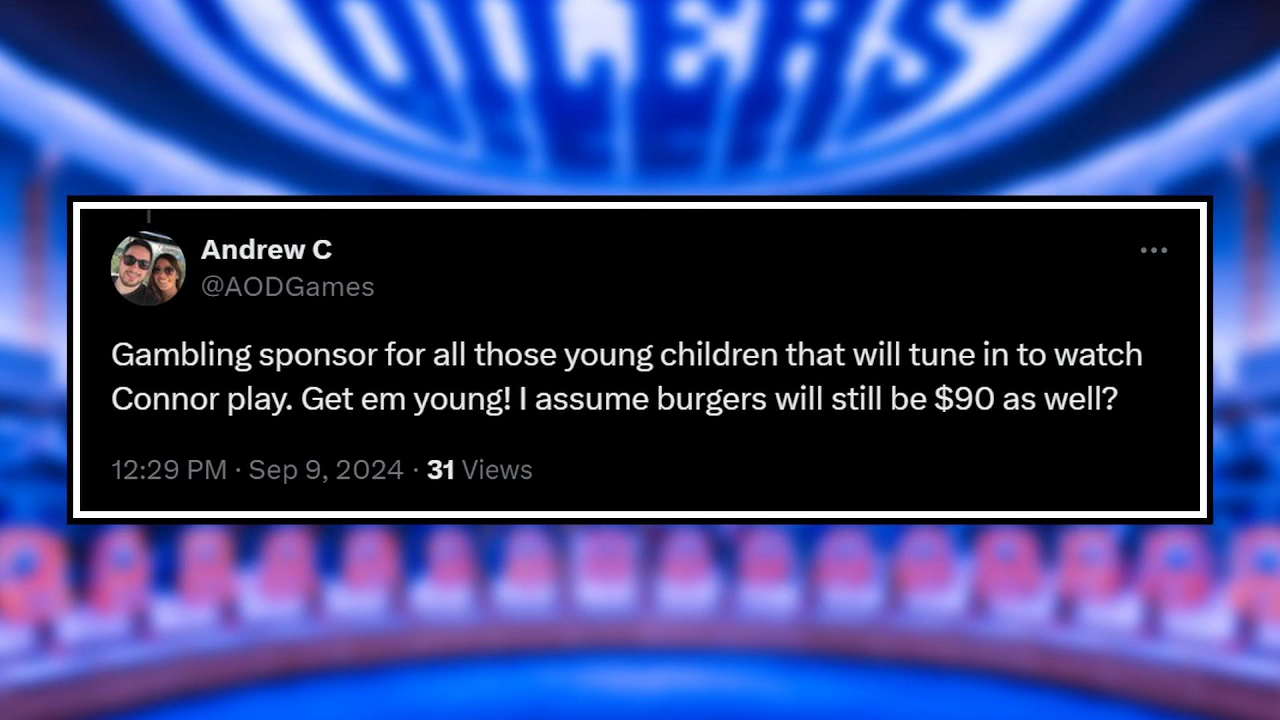 OILERS
Andrew C
@AODGames
Gambling sponsor for all those young children that will tune in to watch
Connor play. Get em young! I assume burgers will still be $90 as well?
12:29 PM · Sep 9, 2024 · 31 Views